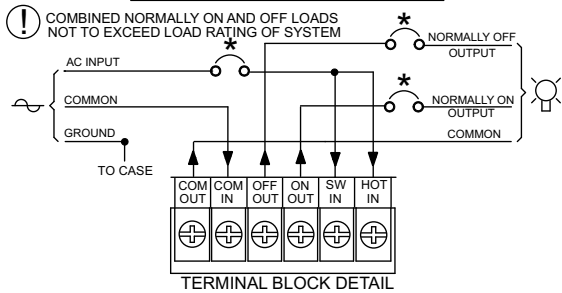 ! COMBINED NORMALLY ON AND OFF LOADS
NOT TO EXCEED LOAD RATING OF SYSTEM
* NORMALLY OFF
OUTPUT
AC INPUT
*
* NORMALLY ON
OUTPUT
COMMON
GROUND
COMMON
TO CASE
COM OUT
COM IN
OFF OUT
ON OUT
SW IN
HOT IN
TERMINAL BLOCK DETAIL